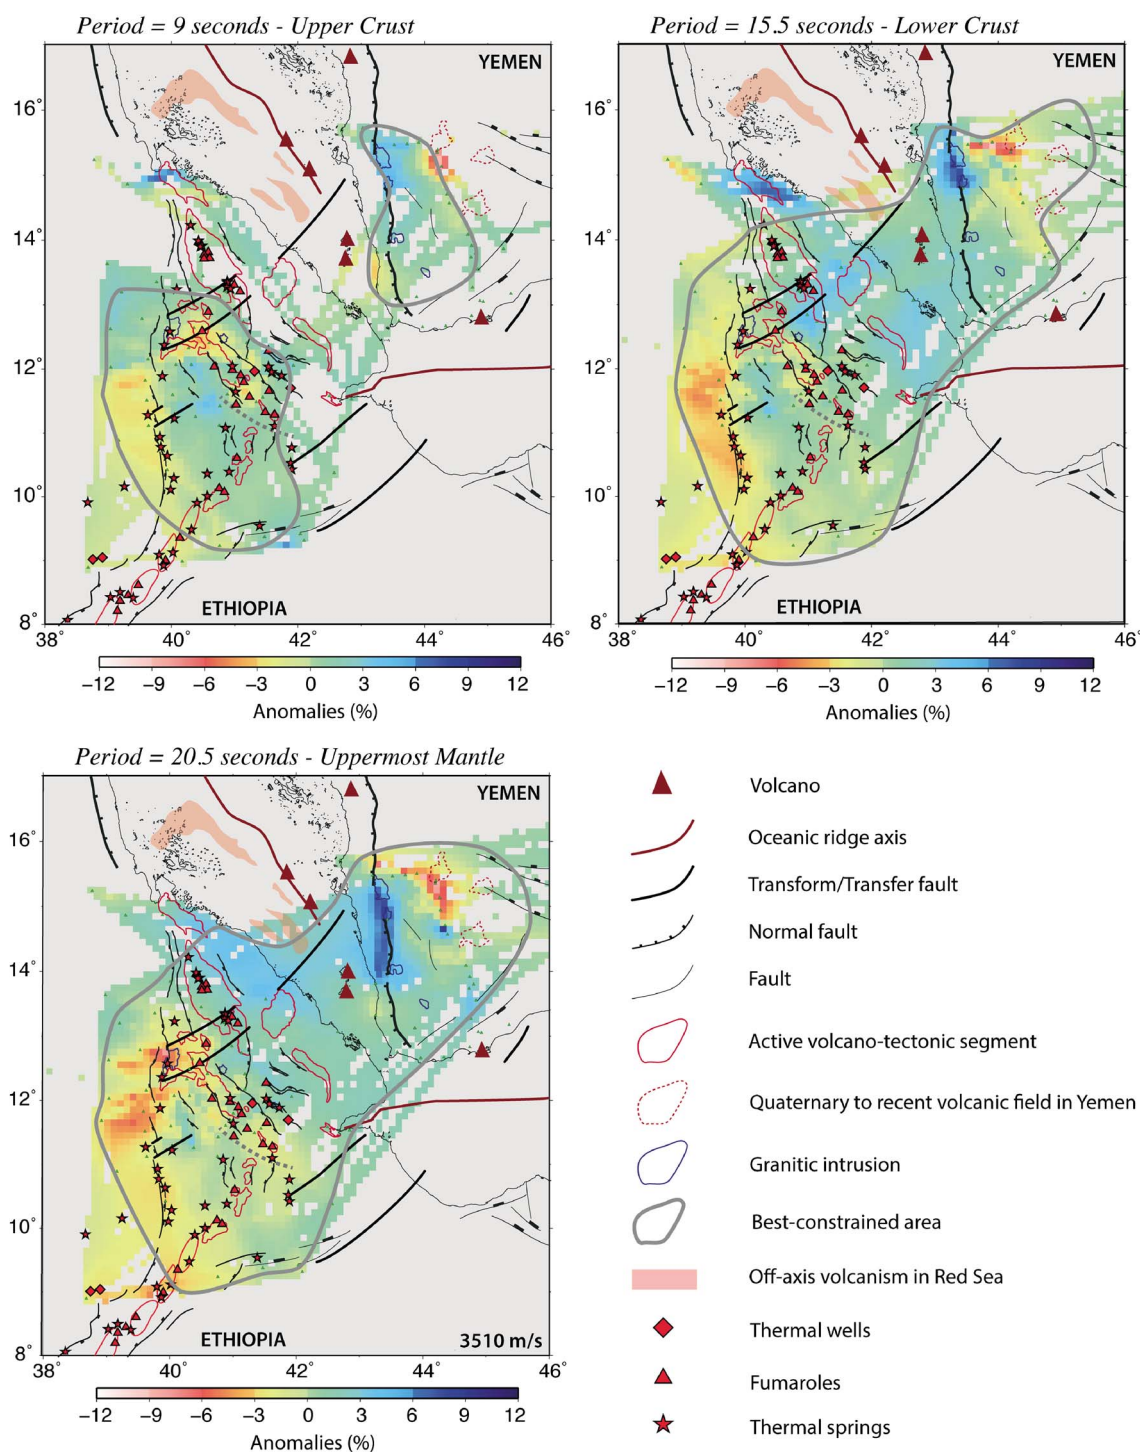 Period = 9 seconds - Upper Crust
YEMEN
16°
14°
12°
10°
8°
ETHIOPIA
38 40 42 44 46°
−12 −9 −6 −3 0 3 6 9 12
Anomalies (%)
Period = 15.5 seconds - Lower Crust
YEMEN
16°
14°
12°
10°
8°
ETHIOPIA
38 40 42 44 46°
−12 −9 −6 −3 0 3 6 9 12
Anomalies (%)
Period = 20.5 seconds - Uppermost Mantle
YEMEN
16°
14°
12°
10°
8°
ETHIOPIA
3510 m/s
38 40 42 44 46°
−12 −9 −6 −3 0 3 6 9 12
Anomalies (%)
Volcano
Oceanic ridge axis
Transform/Transfer fault
Normal fault
Fault
Active volcano-tectonic segment
Quaternary to recent volcanic field in Yemen
Granitic intrusion
Best-constrained area
Off-axis volcanism in Red Sea
Thermal wells
Fumaroles
Thermal springs